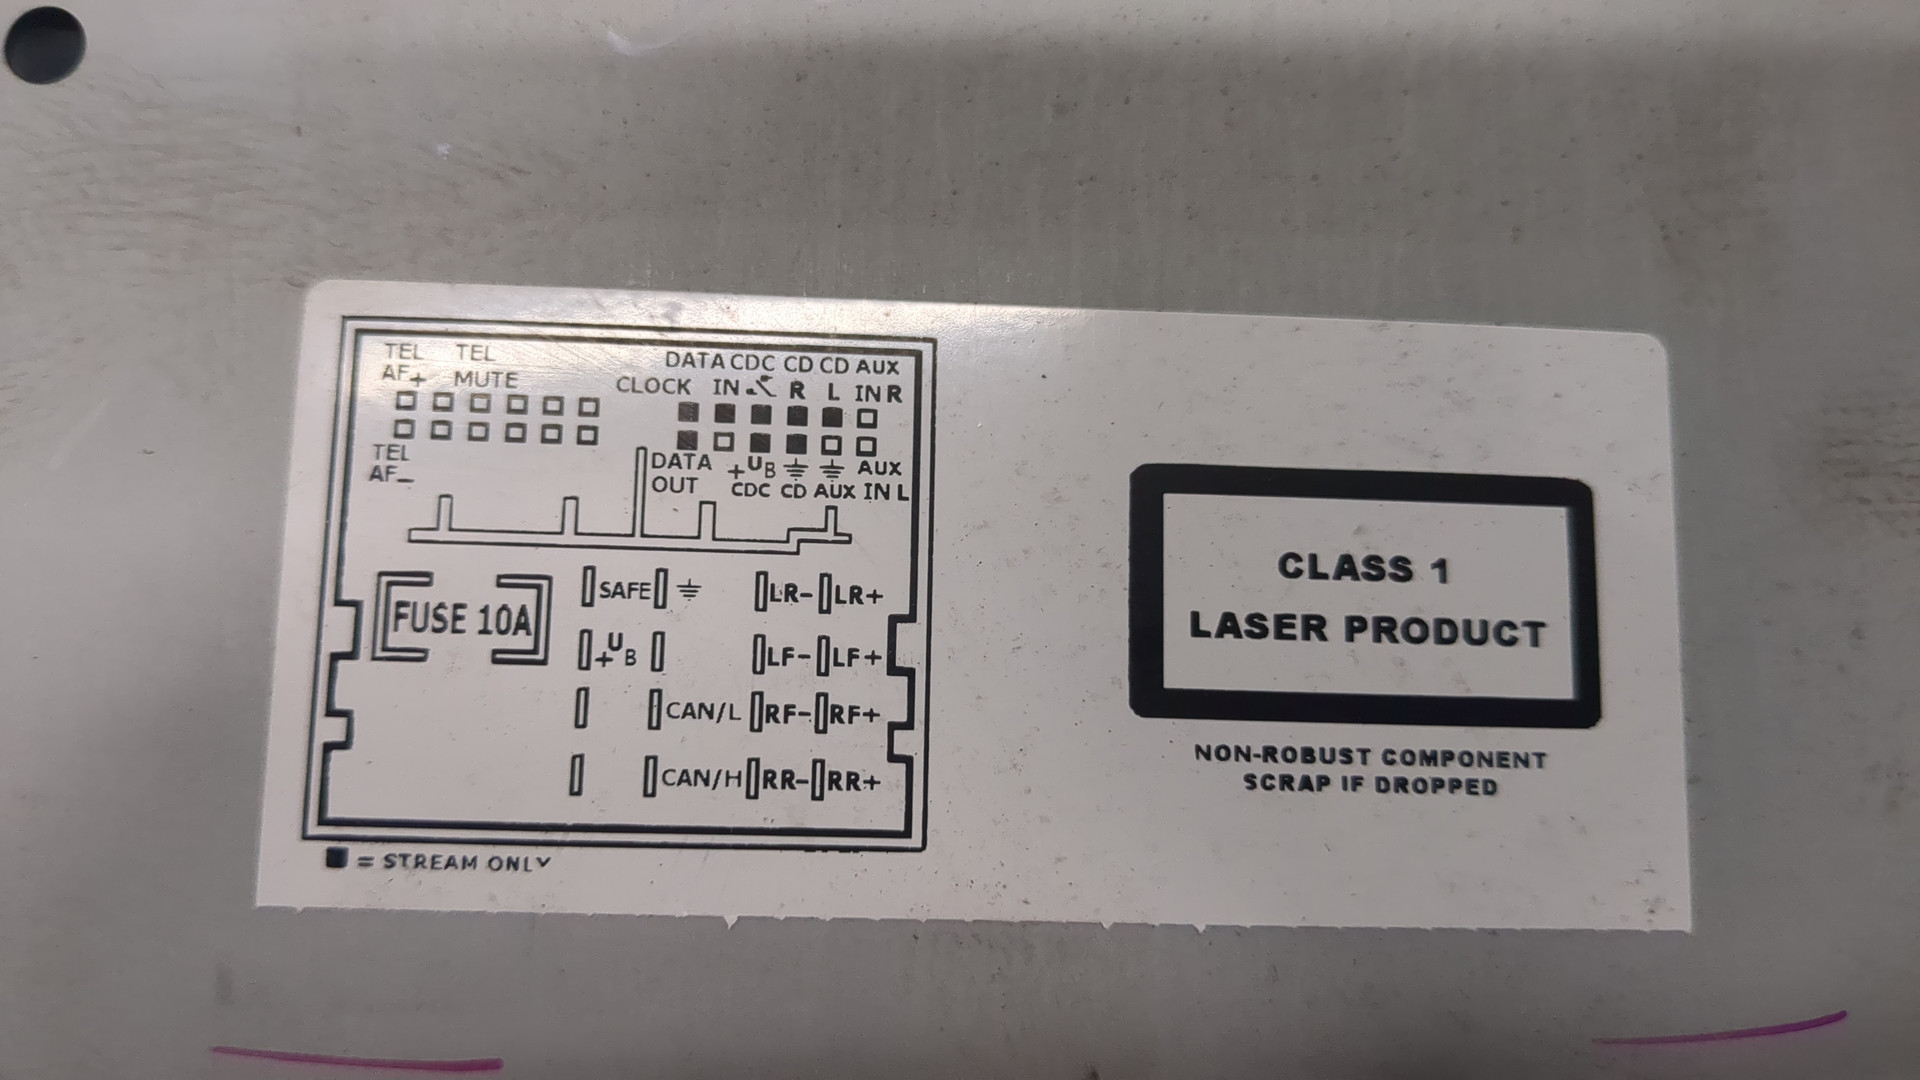 TEL TEL
AF+ MUTE
DATA CDC CD CD AUX
CLOCK IN R L IN R
TEL
AF-
DATA +UB AUX
OUT CDC CD AUX IN L
FUSE 10A
SAFE LR- LR+
+UB LF- LF+
CAN/L RF- RF+
CAN/H RR- RR+
= STREAM ONLY
CLASS 1
LASER PRODUCT
NON-ROBUST COMPONENT
SCRAP IF DROPPED